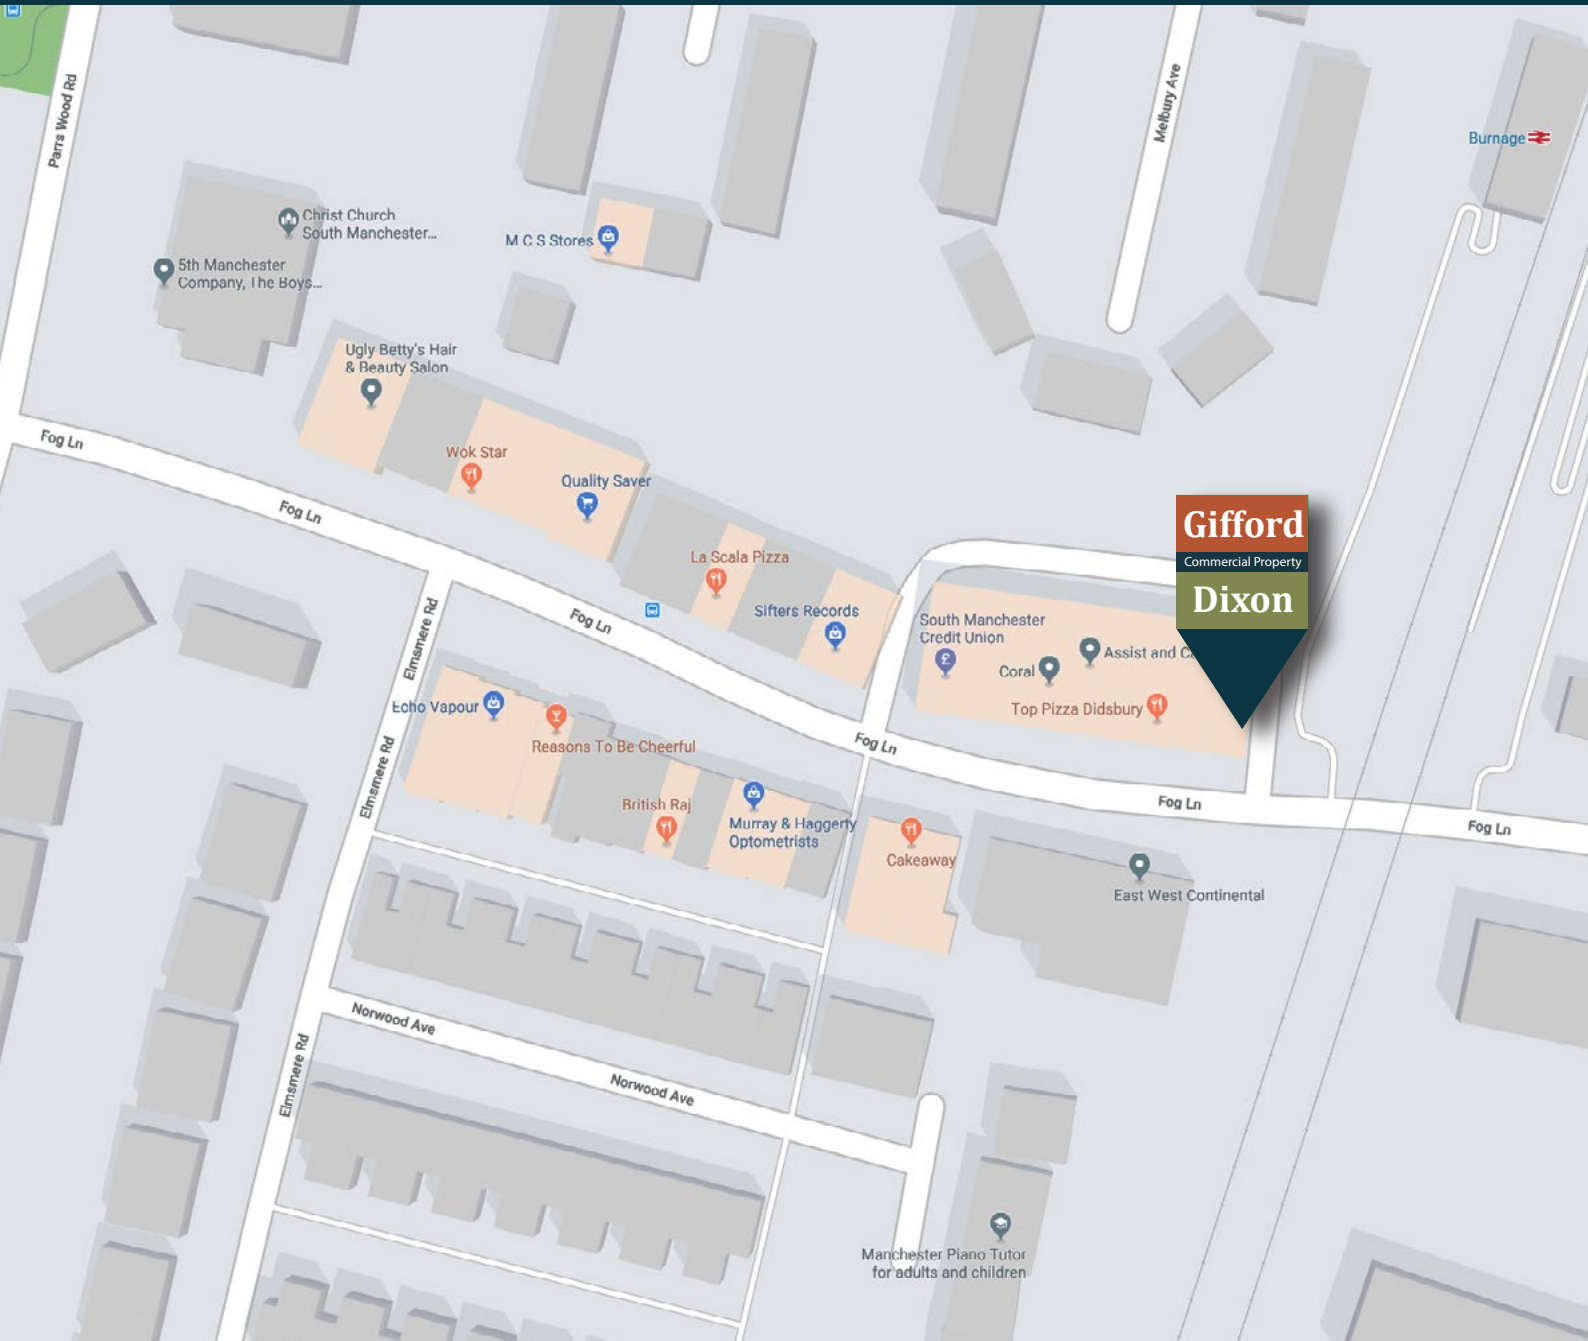 Parrs Wood Rd
Melbury Ave
Burnage
Christ Church
South Manchester...
M C S Stores
5th Manchester
Company, The Boys...
Ugly Betty's Hair
& Beauty Salon
Fog Ln
Wok Star
Quality Saver
Fog Ln
Gifford
Commercial Property
Dixon
La Scala Pizza
Sifters Records
Fog Ln
Elmsmere Rd
South Manchester
Credit Union
Coral
Assist and C
Top Pizza Didsbury
Echo Vapour
Reasons To Be Cheerful
Fog Ln
Elmsmere Rd
British Raj
Murray & Haggerty
Optometrists
Fog Ln
Fog Ln
Cakeaway
East West Continental
Norwood Ave
Elmsmere Rd
Norwood Ave
Manchester Piano Tutor
for adults and children